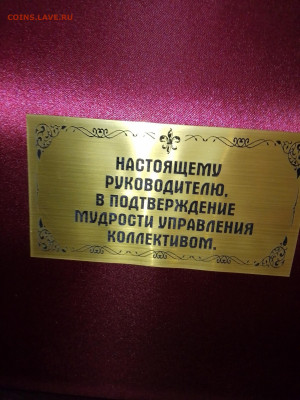 COINS.LAVE.RU
НАСТОЯЩЕМУ
РУКОВОДИТЕЛЮ,
В ПОДТВЕРЖДЕНИЕ
МУДРОСТИ УПРАВЛЕНИЯ
КОЛЛЕКТИВОМ.